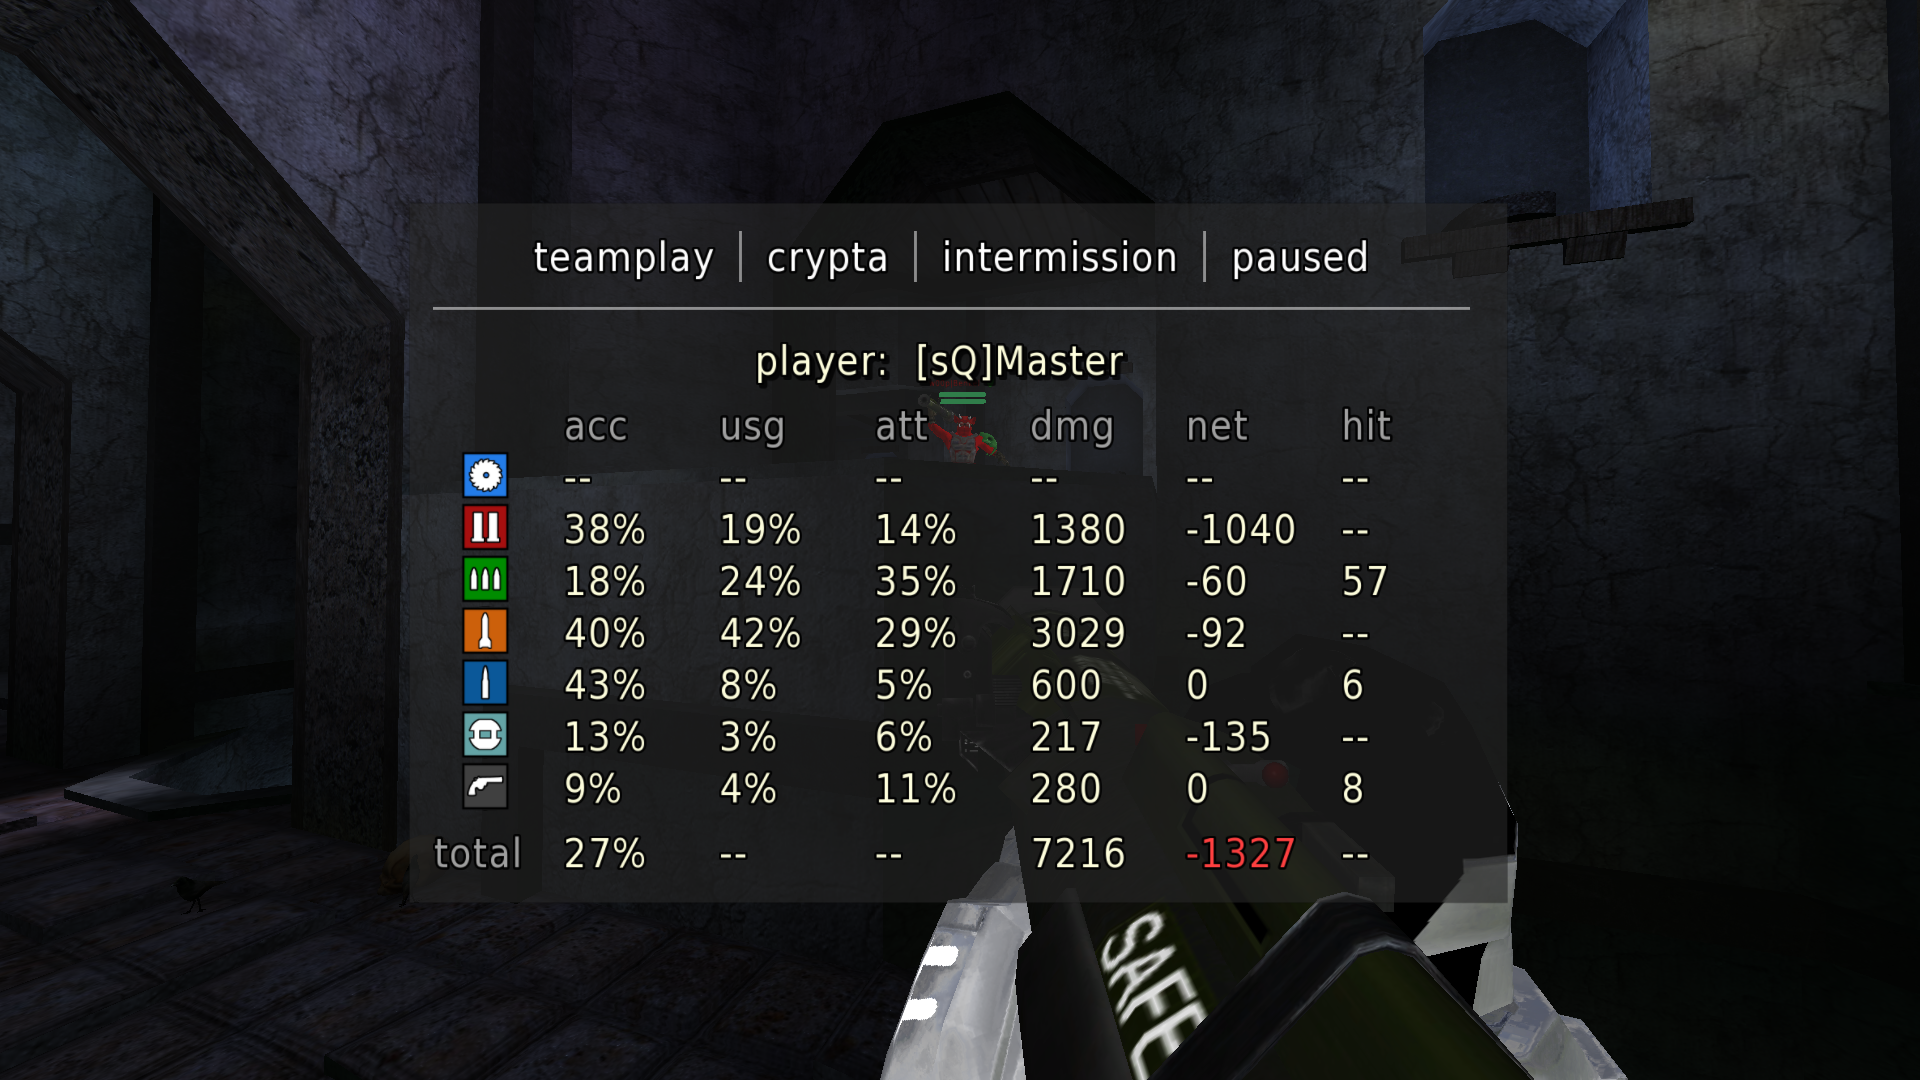 teamplay | crypta | intermission | paused
player: [sQ]Master
acc usg att dmg net hit
-- -- -- -- -- --
38% 19% 14% 1380 -1040 --
18% 24% 35% 1710 -60 57
40% 42% 29% 3029 -92 --
43% 8% 5% 600 0 6
13% 3% 6% 217 -135 --
9% 4% 11% 280 0 8
total 27% -- -- 7216 -1327 --
SAFE